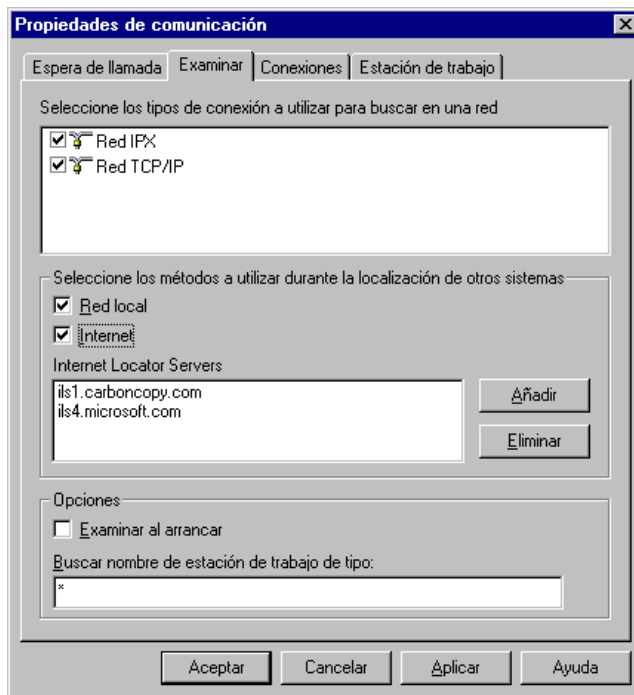 Propiedades de comunicación
Espera de llamada Examinar Conexiones Estación de trabajo
Seleccione los tipos de conexión a utilizar para buscar en una red
Red IPX
Red TCP/IP
Seleccione los métodos a utilizar durante la localización de otros sistemas
Red local
Internet
Internet Locator Servers
ils1.carboncopy.com
ils4.microsoft.com
Añadir
Eliminar
Opciones
Examinar al arrancar
Buscar nombre de estación de trabajo de tipo:
*
Aceptar Cancelar Aplicar Ayuda